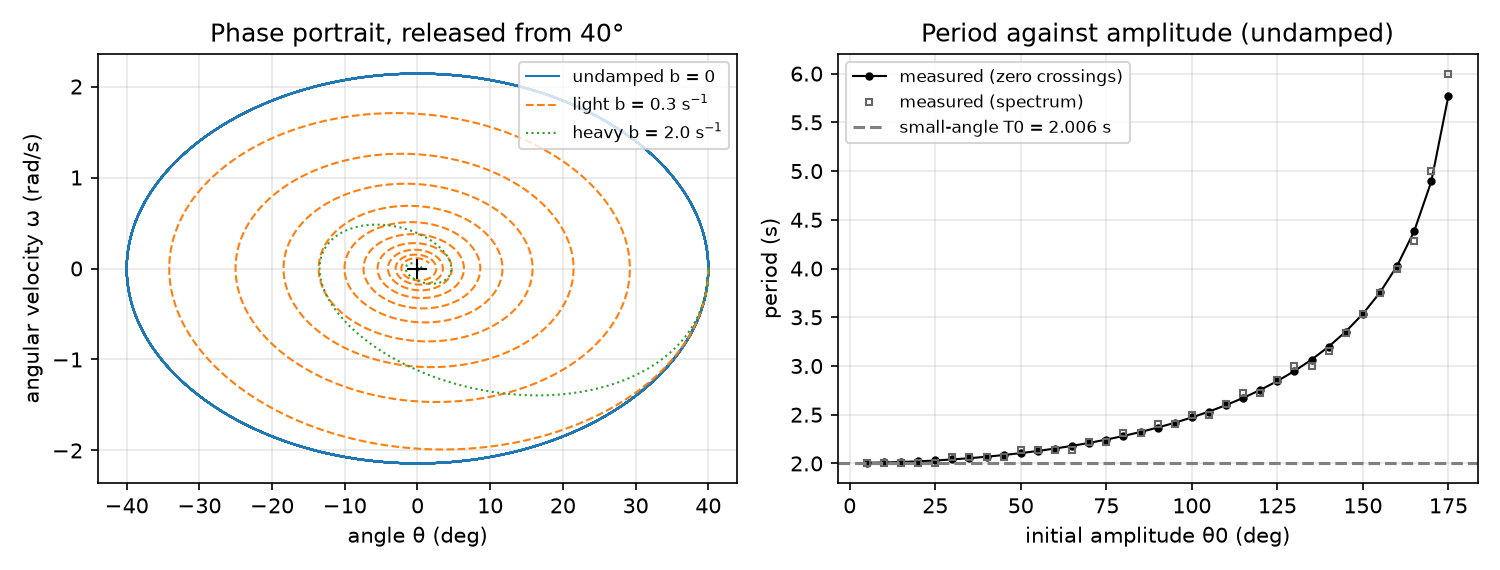 Phase portrait, released from 40°
undamped b = 0
light b = 0.3 s⁻¹
heavy b = 2.0 s⁻¹
angular velocity ω (rad/s)
2
1
0
−1
−2
−40
−30
−20
−10
0
10
20
30
40
angle θ (deg)
Period against amplitude (undamped)
measured (zero crossings)
measured (spectrum)
small-angle T0 = 2.006 s
period (s)
6.0
5.5
5.0
4.5
4.0
3.5
3.0
2.5
2.0
0
25
50
75
100
125
150
175
initial amplitude θ0 (deg)